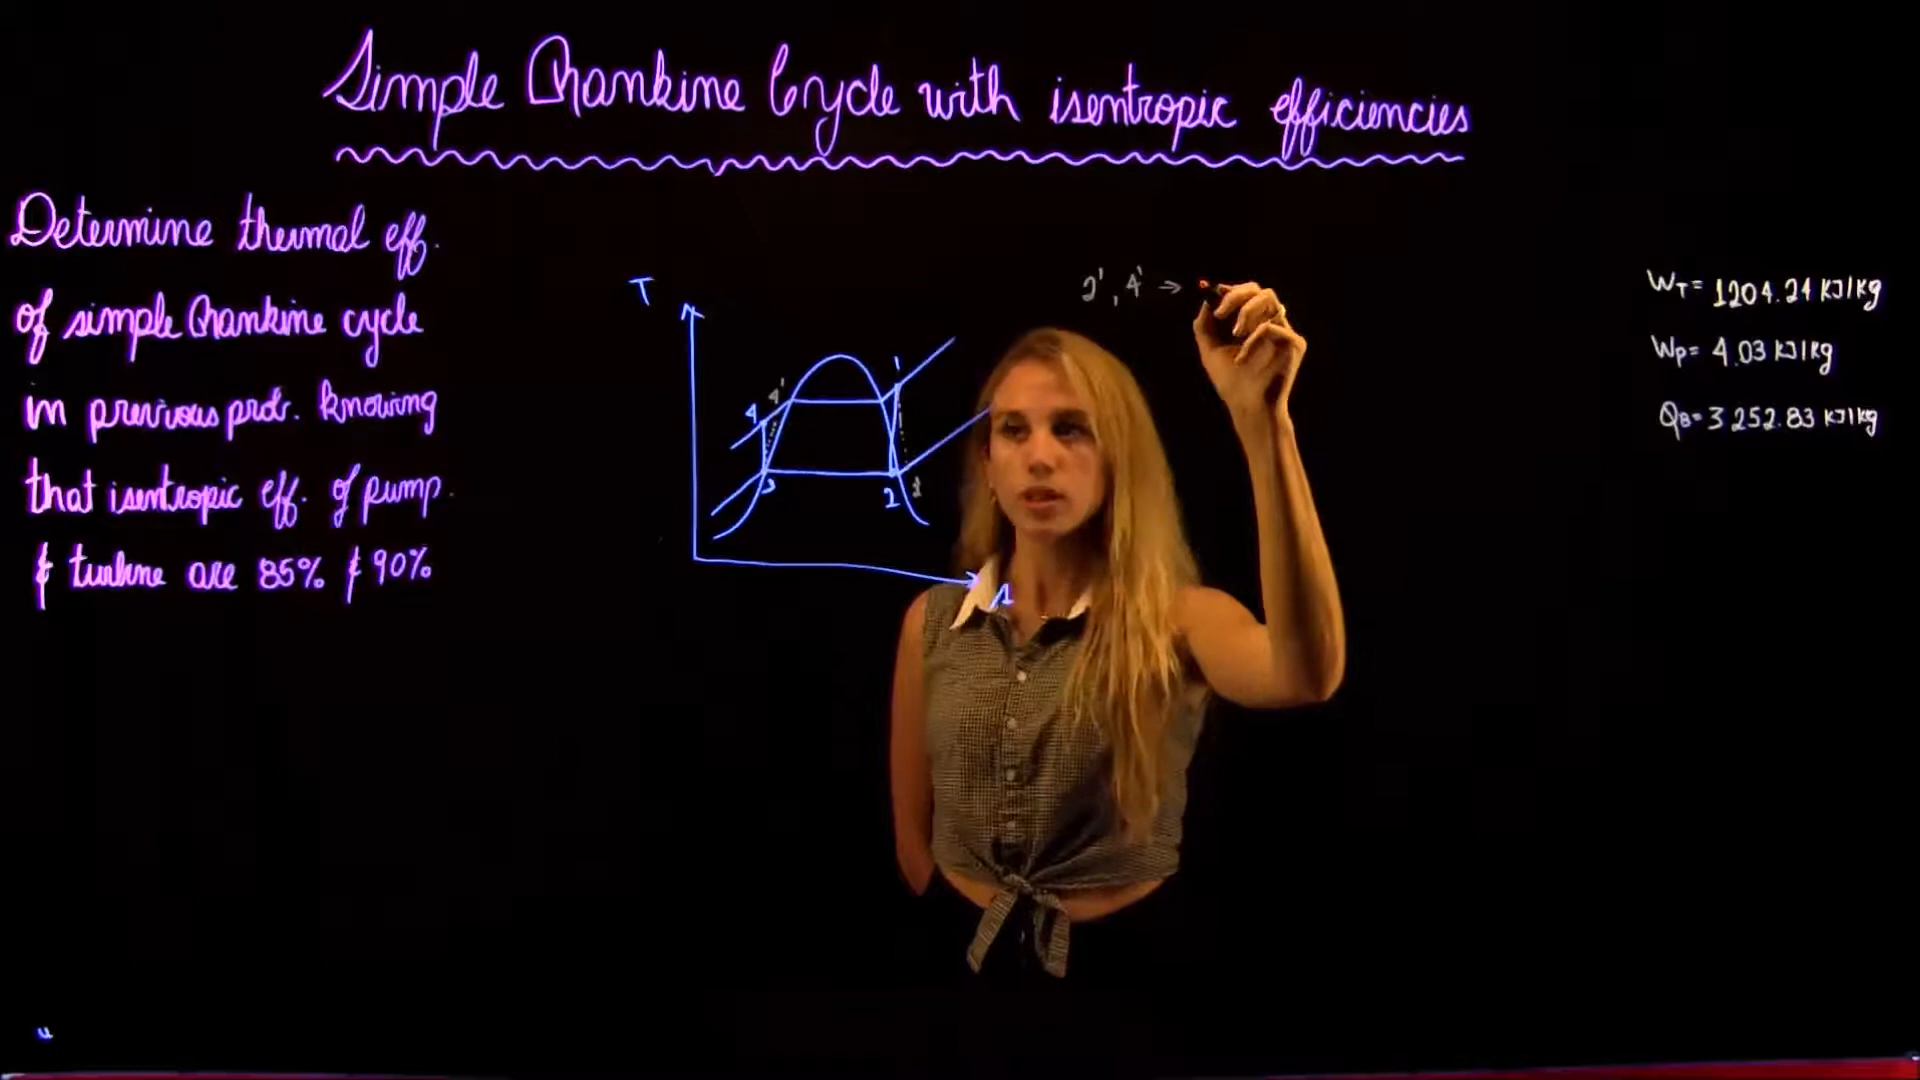 Simple Rankine Cycle with isentropic efficiencies
Determine thermal eff.
of simple Rankine cycle
in previous prob. knowing
that isentropic eff. of pump
& turbine are 85% & 90%
T
1
4'
4
3
2
s
2', 4' →
WT= 1204.24 KJ/Kg
WP= 4.03 KJ/Kg
QB= 3252.83 KJ/Kg